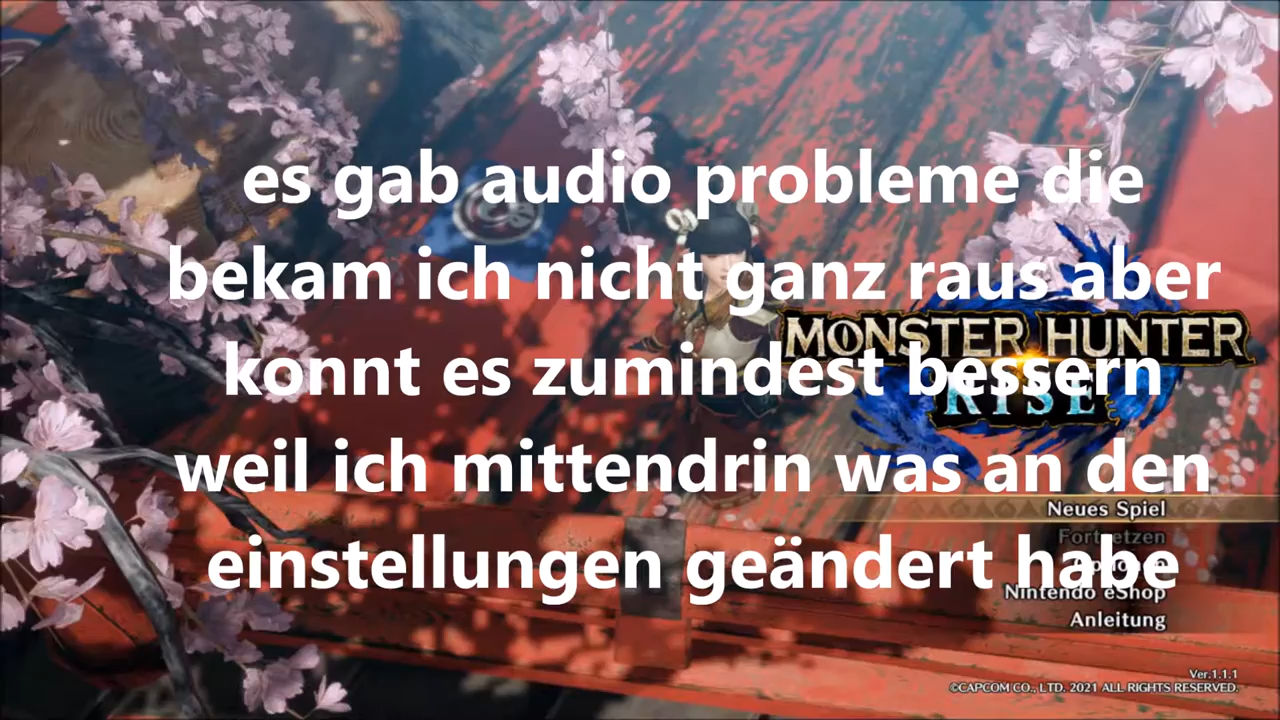 es gab audio probleme die
bekam ich nicht ganz raus aber
konnt es zumindest bessern
weil ich mittendrin was an den
einstellungen geändert habe
MONSTER HUNTER
RISE
Neues Spiel
Fortsetzen
Optionen
Nintendo eShop
Anleitung
Ver.1.1.1
©CAPCOM CO., LTD. 2021 ALL RIGHTS RESERVED.